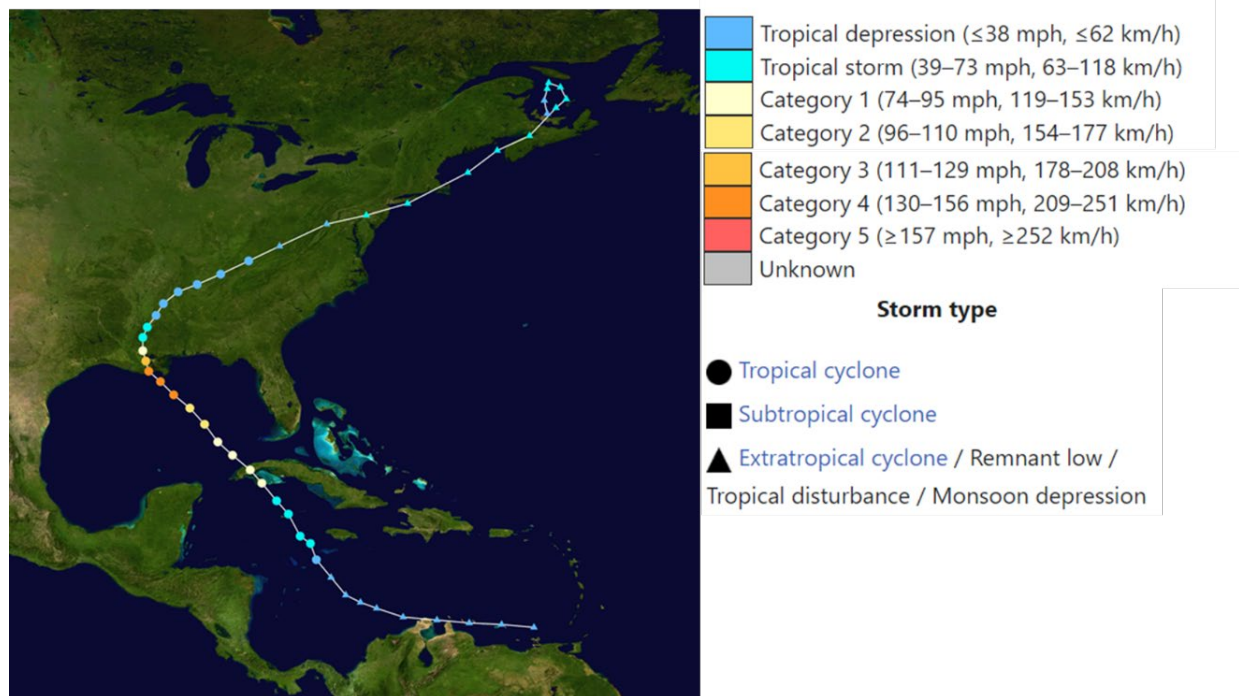 Tropical depression (≤38 mph, ≤62 km/h)
Tropical storm (39–73 mph, 63–118 km/h)
Category 1 (74–95 mph, 119–153 km/h)
Category 2 (96–110 mph, 154–177 km/h)
Category 3 (111–129 mph, 178–208 km/h)
Category 4 (130–156 mph, 209–251 km/h)
Category 5 (≥157 mph, ≥252 km/h)
Unknown
Storm type
Tropical cyclone
Subtropical cyclone
Extratropical cyclone / Remnant low /
Tropical disturbance / Monsoon depression